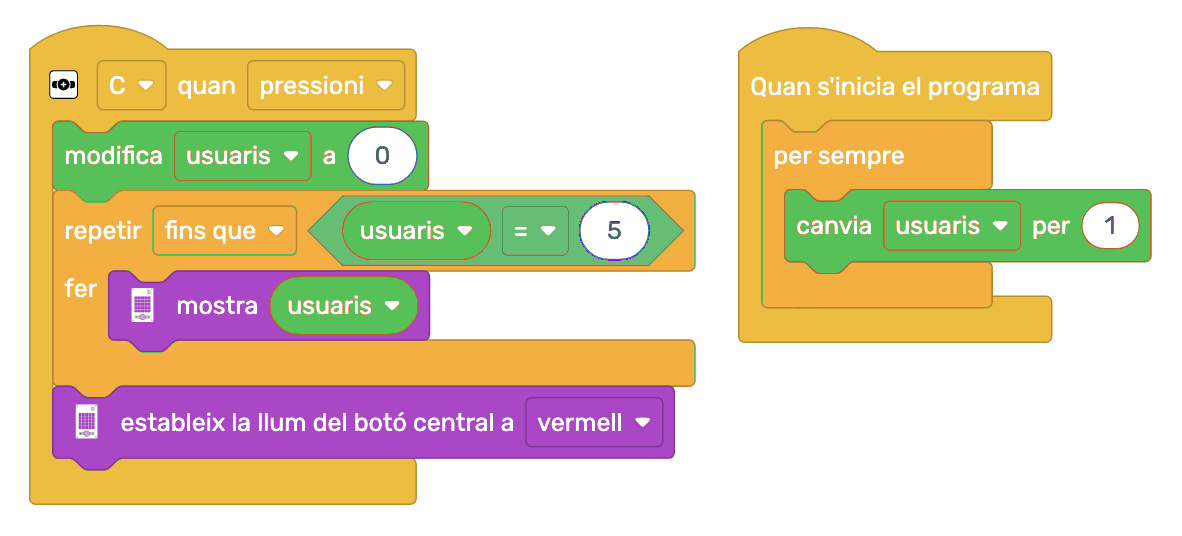 C quan pressioni
modifica usuaris a 0
repetir fins que usuaris = 5
fer mostra usuaris
estableix la llum del botó central a vermell
Quan s'inicia el programa
per sempre
canvia usuaris per 1